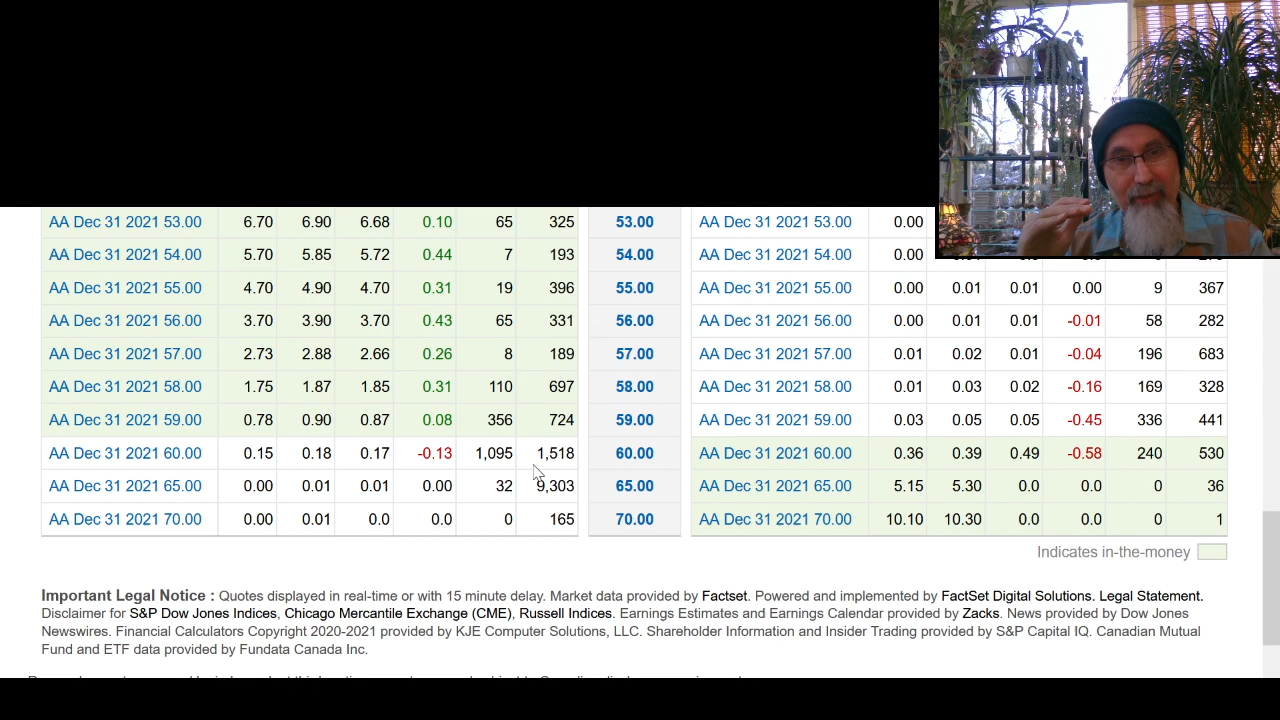 AA Dec 31 2021 53.00 6.70 6.90 6.68 0.10 65 325 53.00 AA Dec 31 2021 53.00 0.00
AA Dec 31 2021 54.00 5.70 5.85 5.72 0.44 7 193 54.00 AA Dec 31 2021 54.00 0.00
AA Dec 31 2021 55.00 4.70 4.90 4.70 0.31 19 396 55.00 AA Dec 31 2021 55.00 0.00 0.01 0.01 0.00 9 367
AA Dec 31 2021 56.00 3.70 3.90 3.70 0.43 65 331 56.00 AA Dec 31 2021 56.00 0.00 0.01 0.01 -0.01 58 282
AA Dec 31 2021 57.00 2.73 2.88 2.66 0.26 8 189 57.00 AA Dec 31 2021 57.00 0.01 0.02 0.01 -0.04 196 683
AA Dec 31 2021 58.00 1.75 1.87 1.85 0.31 110 697 58.00 AA Dec 31 2021 58.00 0.01 0.03 0.02 -0.16 169 328
AA Dec 31 2021 59.00 0.78 0.90 0.87 0.08 356 724 59.00 AA Dec 31 2021 59.00 0.03 0.05 0.05 -0.45 336 441
AA Dec 31 2021 60.00 0.15 0.18 0.17 -0.13 1,095 1,518 60.00 AA Dec 31 2021 60.00 0.36 0.39 0.49 -0.58 240 530
AA Dec 31 2021 65.00 0.00 0.01 0.01 0.00 32 9,303 65.00 AA Dec 31 2021 65.00 5.15 5.30 0.0 0.0 0 36
AA Dec 31 2021 70.00 0.00 0.01 0.0 0.0 0 165 70.00 AA Dec 31 2021 70.00 10.10 10.30 0.0 0.0 0 1
Indicates in-the-money
Important Legal Notice : Quotes displayed in real-time or with 15 minute delay. Market data provided by Factset. Powered and implemented by FactSet Digital Solutions. Legal Statement.
Disclaimer for S&P Dow Jones Indices, Chicago Mercantile Exchange (CME), Russell Indices. Earnings Estimates and Earnings Calendar provided by Zacks. News provided by Dow Jones
Newswires. Financial Calculators Copyright 2020-2021 provided by KJE Computer Solutions, LLC. Shareholder Information and Insider Trading provided by S&P Capital IQ. Canadian Mutual
Fund and ETF data provided by Fundata Canada Inc.